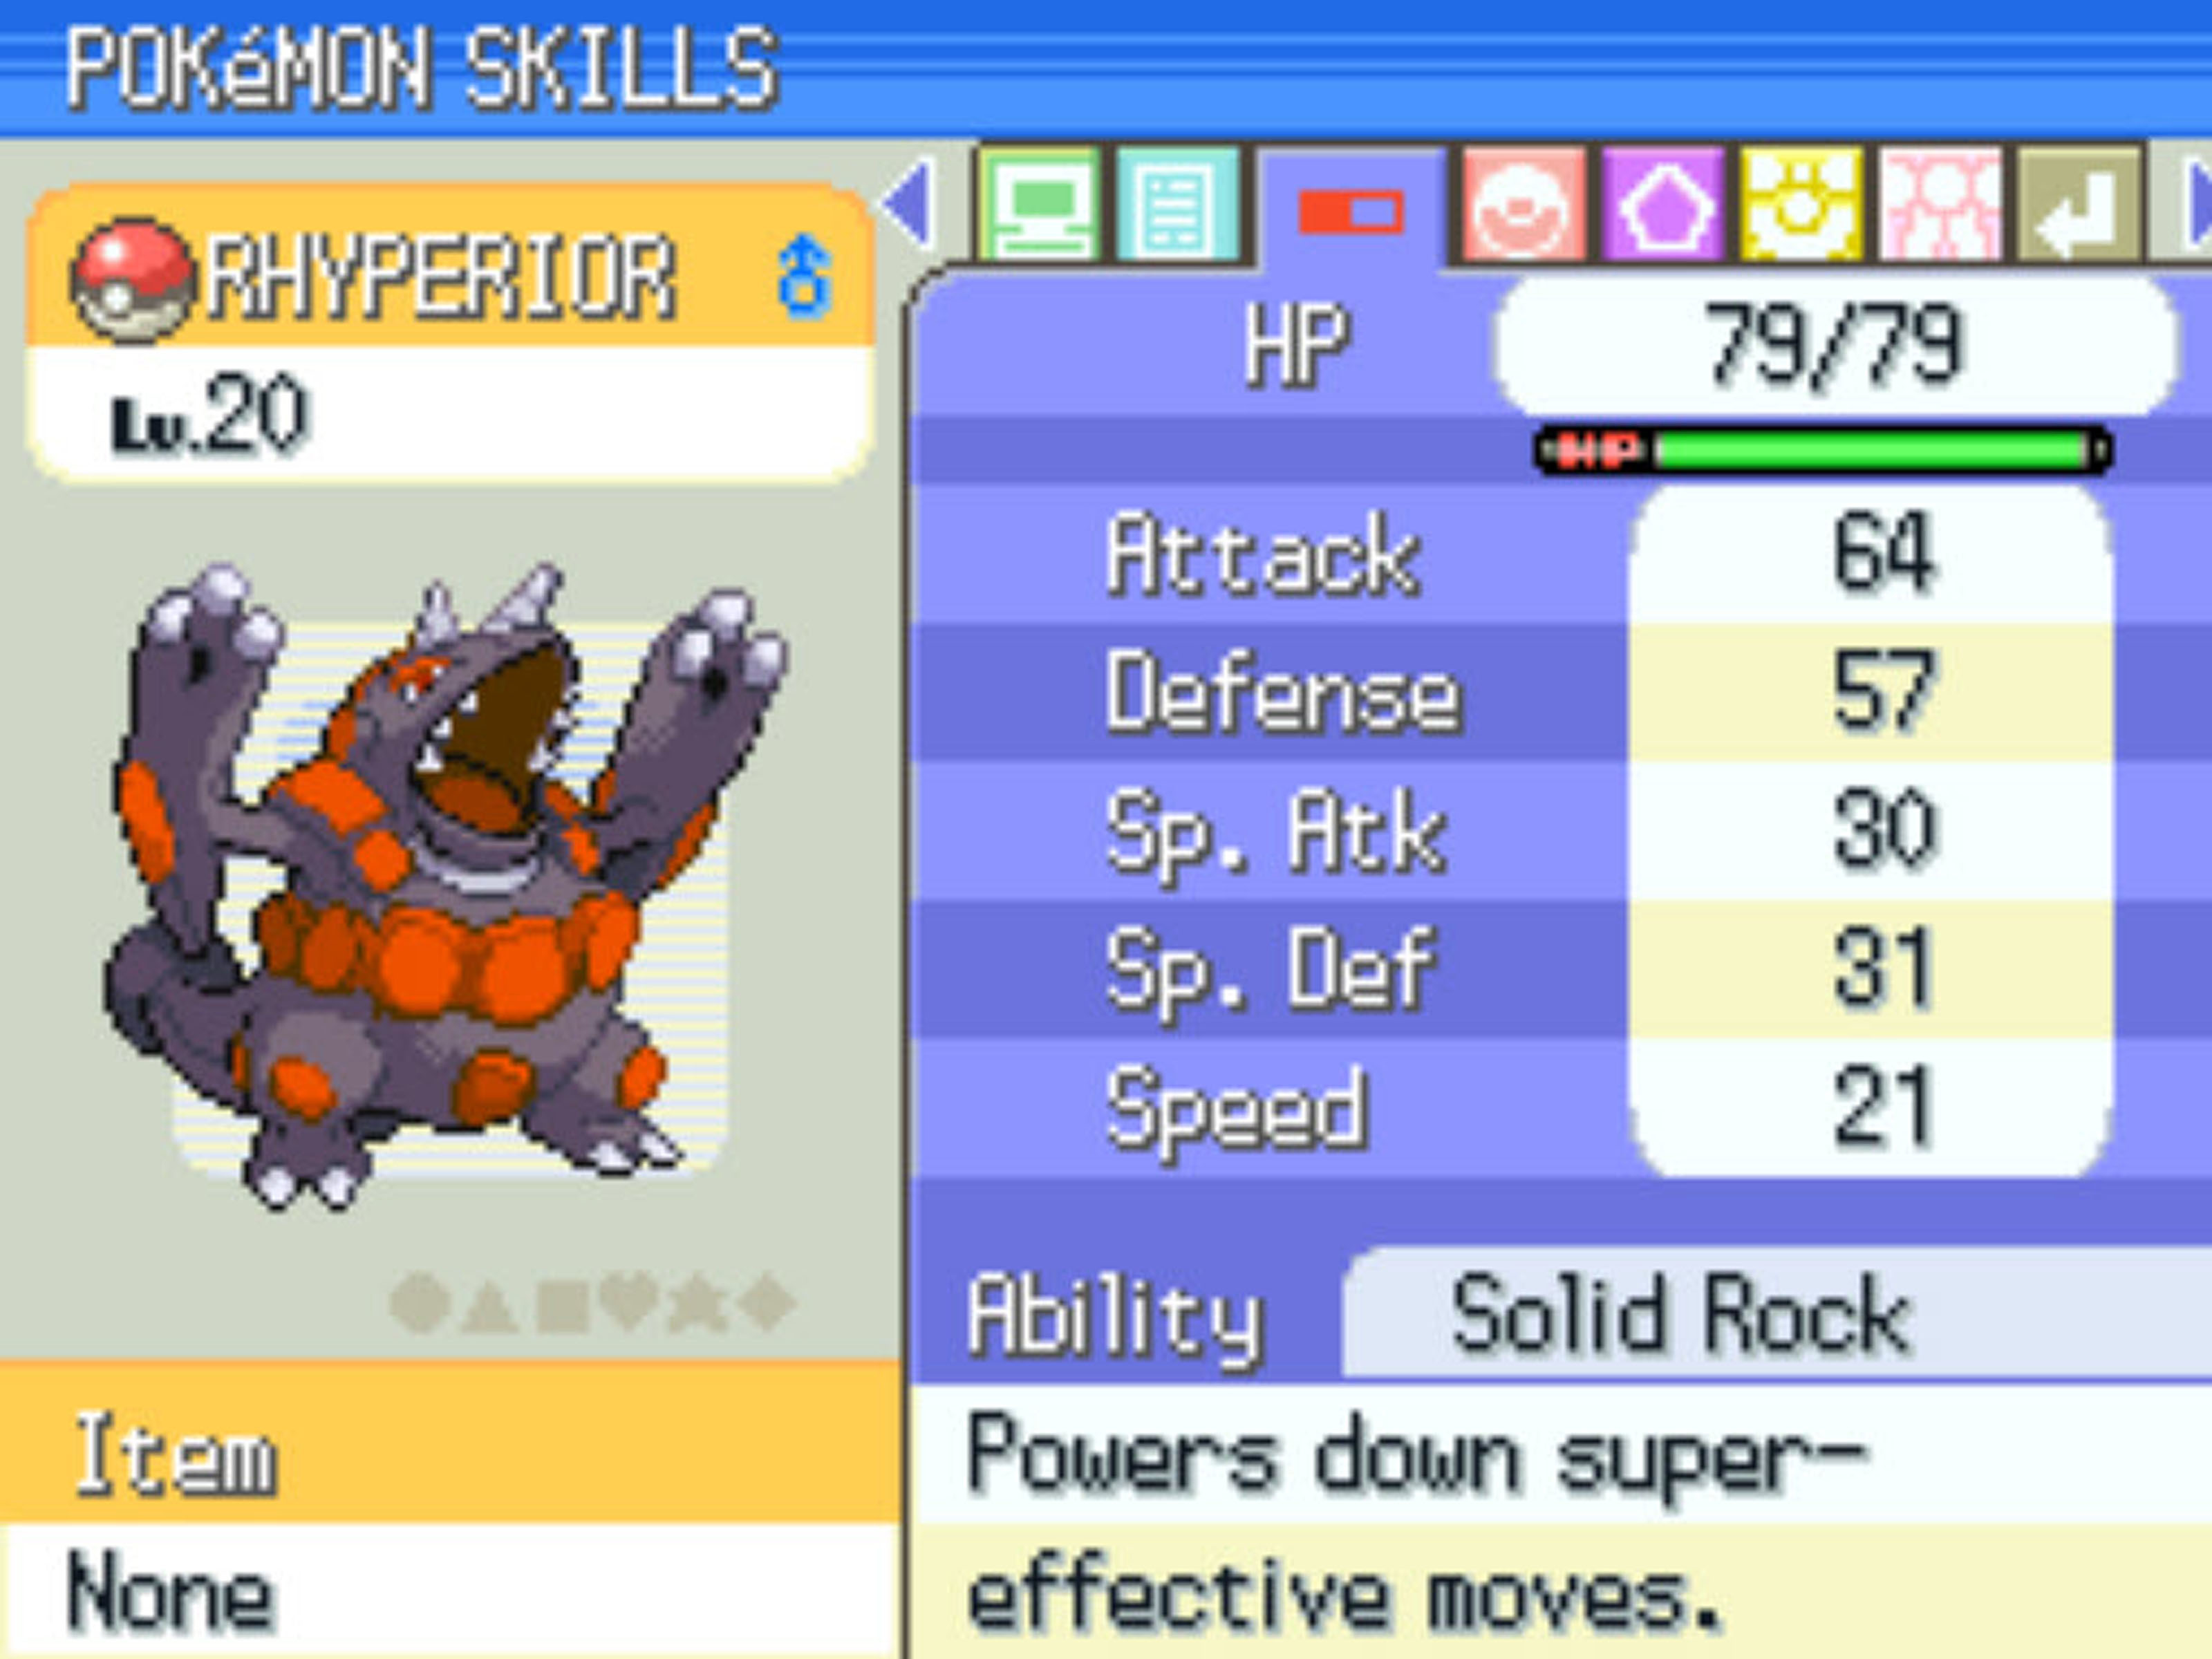 POKéMON SKILLS
RHYPERIOR ♂
Lv.20
HP 79/79
HP
Attack 64
Defense 57
Sp. Atk 30
Sp. Def 31
Speed 21
Ability Solid Rock
Powers down super-
effective moves.
Item
None